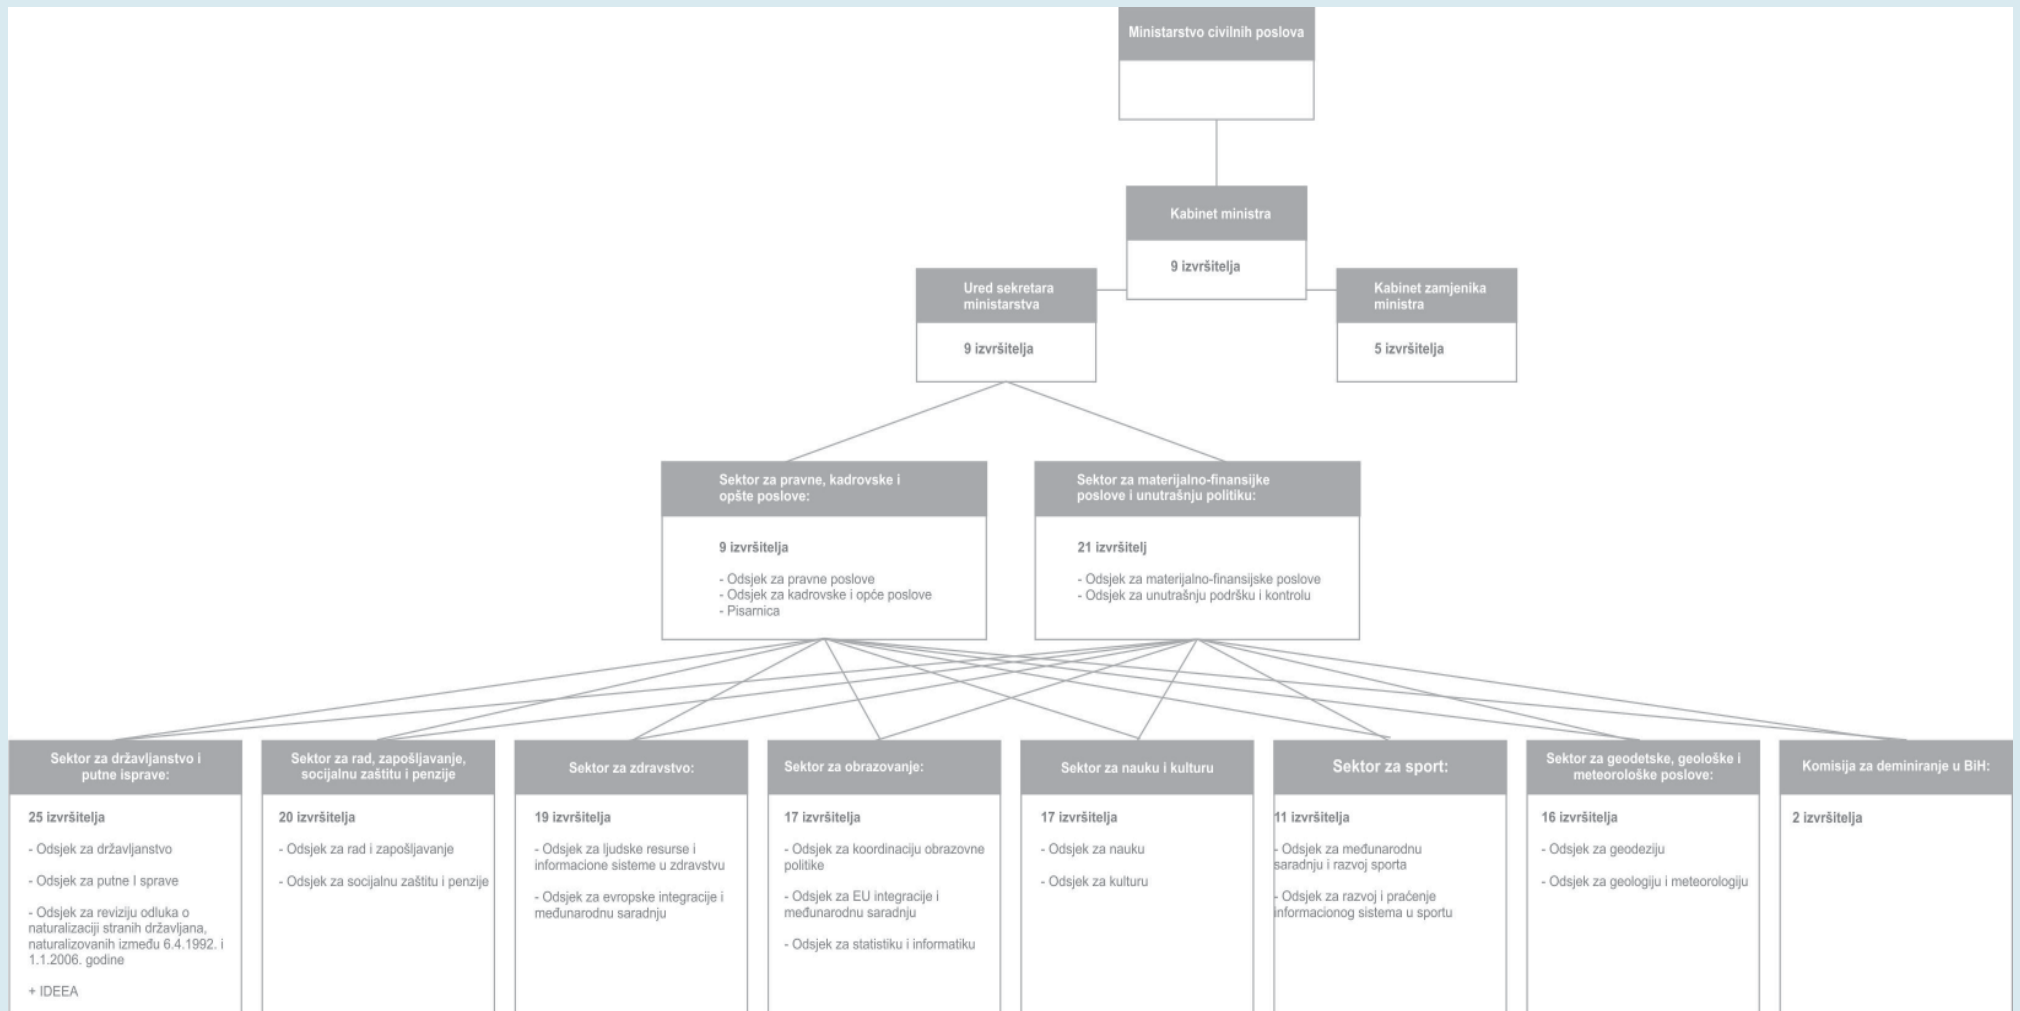 Ministarstvo civilnih poslova
Kabinet ministra
9 izvršitelja
Ured sekretara
ministarstva
9 izvršitelja
Kabinet zamjenika
ministra
5 izvršitelja
Sektor za pravne, kadrovske i
opšte poslove:
9 izvršitelja
- Odsjek za pravne poslove
- Odsjek za kadrovske i opće poslove
- Pisarnica
Sektor za materijalno-finansijke
poslove i unutrašnju politiku:
21 izvršitelj
- Odsjek za materijalno-finansijske poslove
- Odsjek za unutrašnju podršku i kontrolu
Sektor za državljanstvo i
putne isprave:
25 izvršitelja
- Odsjek za državljanstvo
- Odsjek za putne I sprave
- Odsjek za reviziju odluka o
naturalizaciji stranih državljana,
naturalizovanih između 6.4.1992. i
1.1.2006. godine
+ IDEEA
Sektor za rad, zapošljavanje,
socijalnu zaštitu i penzije
20 izvršitelja
- Odsjek za rad i zapošljavanje
- Odsjek za socijalnu zaštitu i penzije
Sektor za zdravstvo:
19 izvršitelja
- Odsjek za ljudske resurse i
informacione sisteme u zdravstvu
- Odsjek za evropske integracije i
međunarodnu saradnju
Sektor za obrazovanje:
17 izvršitelja
- Odsjek za koordinaciju obrazovne
politike
- Odsjek za EU integracije i
međunarodnu saradnju
- Odsjek za statistiku i informatiku
Sektor za nauku i kulturu
17 izvršitelja
- Odsjek za nauku
- Odsjek za kulturu
Sektor za sport:
11 izvršitelja
- Odsjek za međunarodnu
saradnju i razvoj sporta
- Odsjek za razvoj i pračenje
informacionog sistema u sportu
Sektor za geodetske, geološke i
meteorološke poslove:
16 izvršitelja
- Odsjek za geodeziju
- Odsjek za geologiju i meteorologiju
Komisija za deminiranje u BiH:
2 izvršitelja